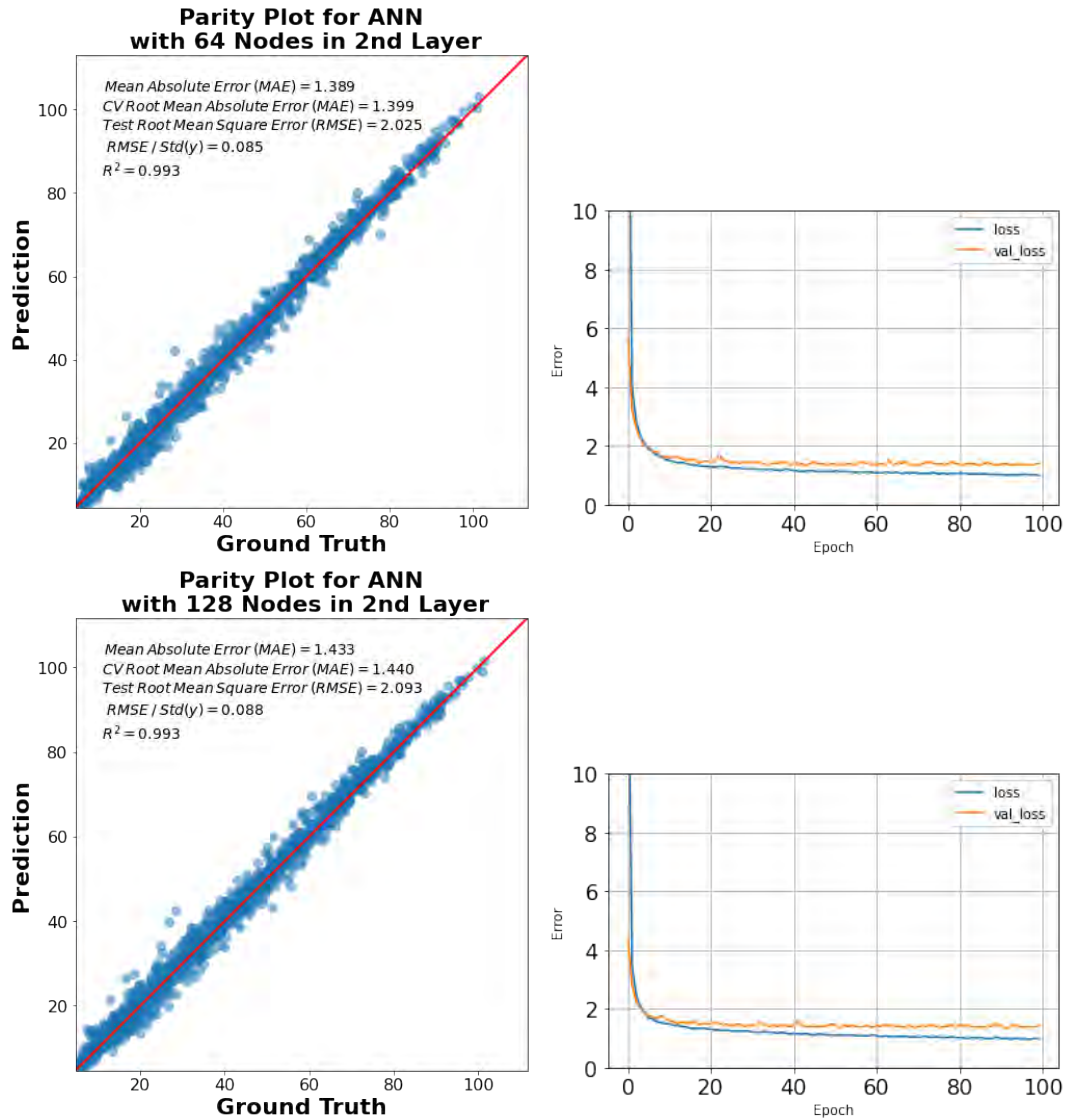 Parity Plot for ANN
with 64 Nodes in 2nd Layer
Mean Absolute Error (MAE) = 1.389
CV Root Mean Absolute Error (MAE) = 1.399
Test Root Mean Square Error (RMSE) = 2.025
RMSE / Std(y) = 0.085
R² = 0.993
100
80
60
40
20
Prediction
20 40 60 80 100
Ground Truth
10
8
6
4
2
0
Error
loss
val_loss
0 20 40 60 80 100
Epoch
Parity Plot for ANN
with 128 Nodes in 2nd Layer
Mean Absolute Error (MAE) = 1.433
CV Root Mean Absolute Error (MAE) = 1.440
Test Root Mean Square Error (RMSE) = 2.093
RMSE / Std(y) = 0.088
R² = 0.993
100
80
60
40
20
Prediction
20 40 60 80 100
Ground Truth
10
8
6
4
2
0
Error
loss
val_loss
0 20 40 60 80 100
Epoch